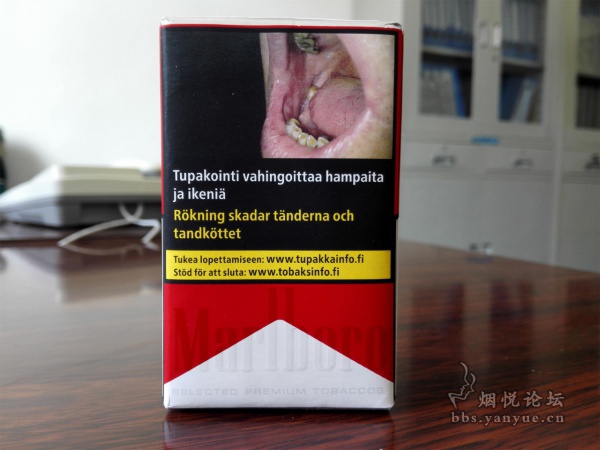 Tupakointi vahingoittaa hampaita
ja ikeniä
Rökning skadar tänderna och
tandköttet
Tukea lopettamiseen: www.tupakkainfo.fi
Stöd för att sluta: www.tobaksinfo.fi
Marlboro
SELECTED PREMIUM TOBACCOS
烟悦论坛
bbs.yanyue.cn